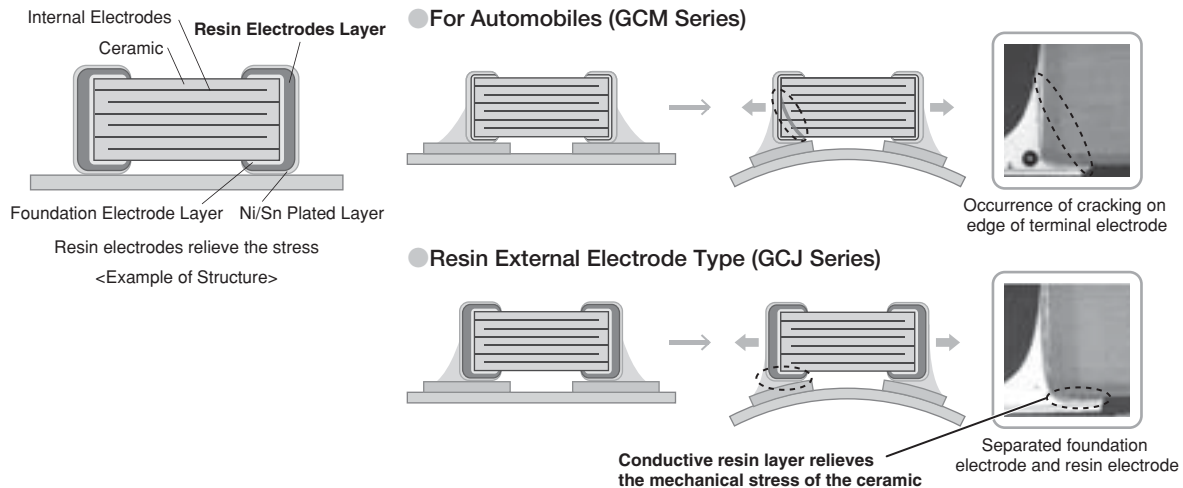 Internal Electrodes
Resin Electrodes Layer
Ceramic
Foundation Electrode Layer
Ni/Sn Plated Layer
Resin electrodes relieve the stress
<Example of Structure>
For Automobiles (GCM Series)
Occurrence of cracking on
edge of terminal electrode
Resin External Electrode Type (GCJ Series)
Conductive resin layer relieves
the mechanical stress of the ceramic
Separated foundation
electrode and resin electrode